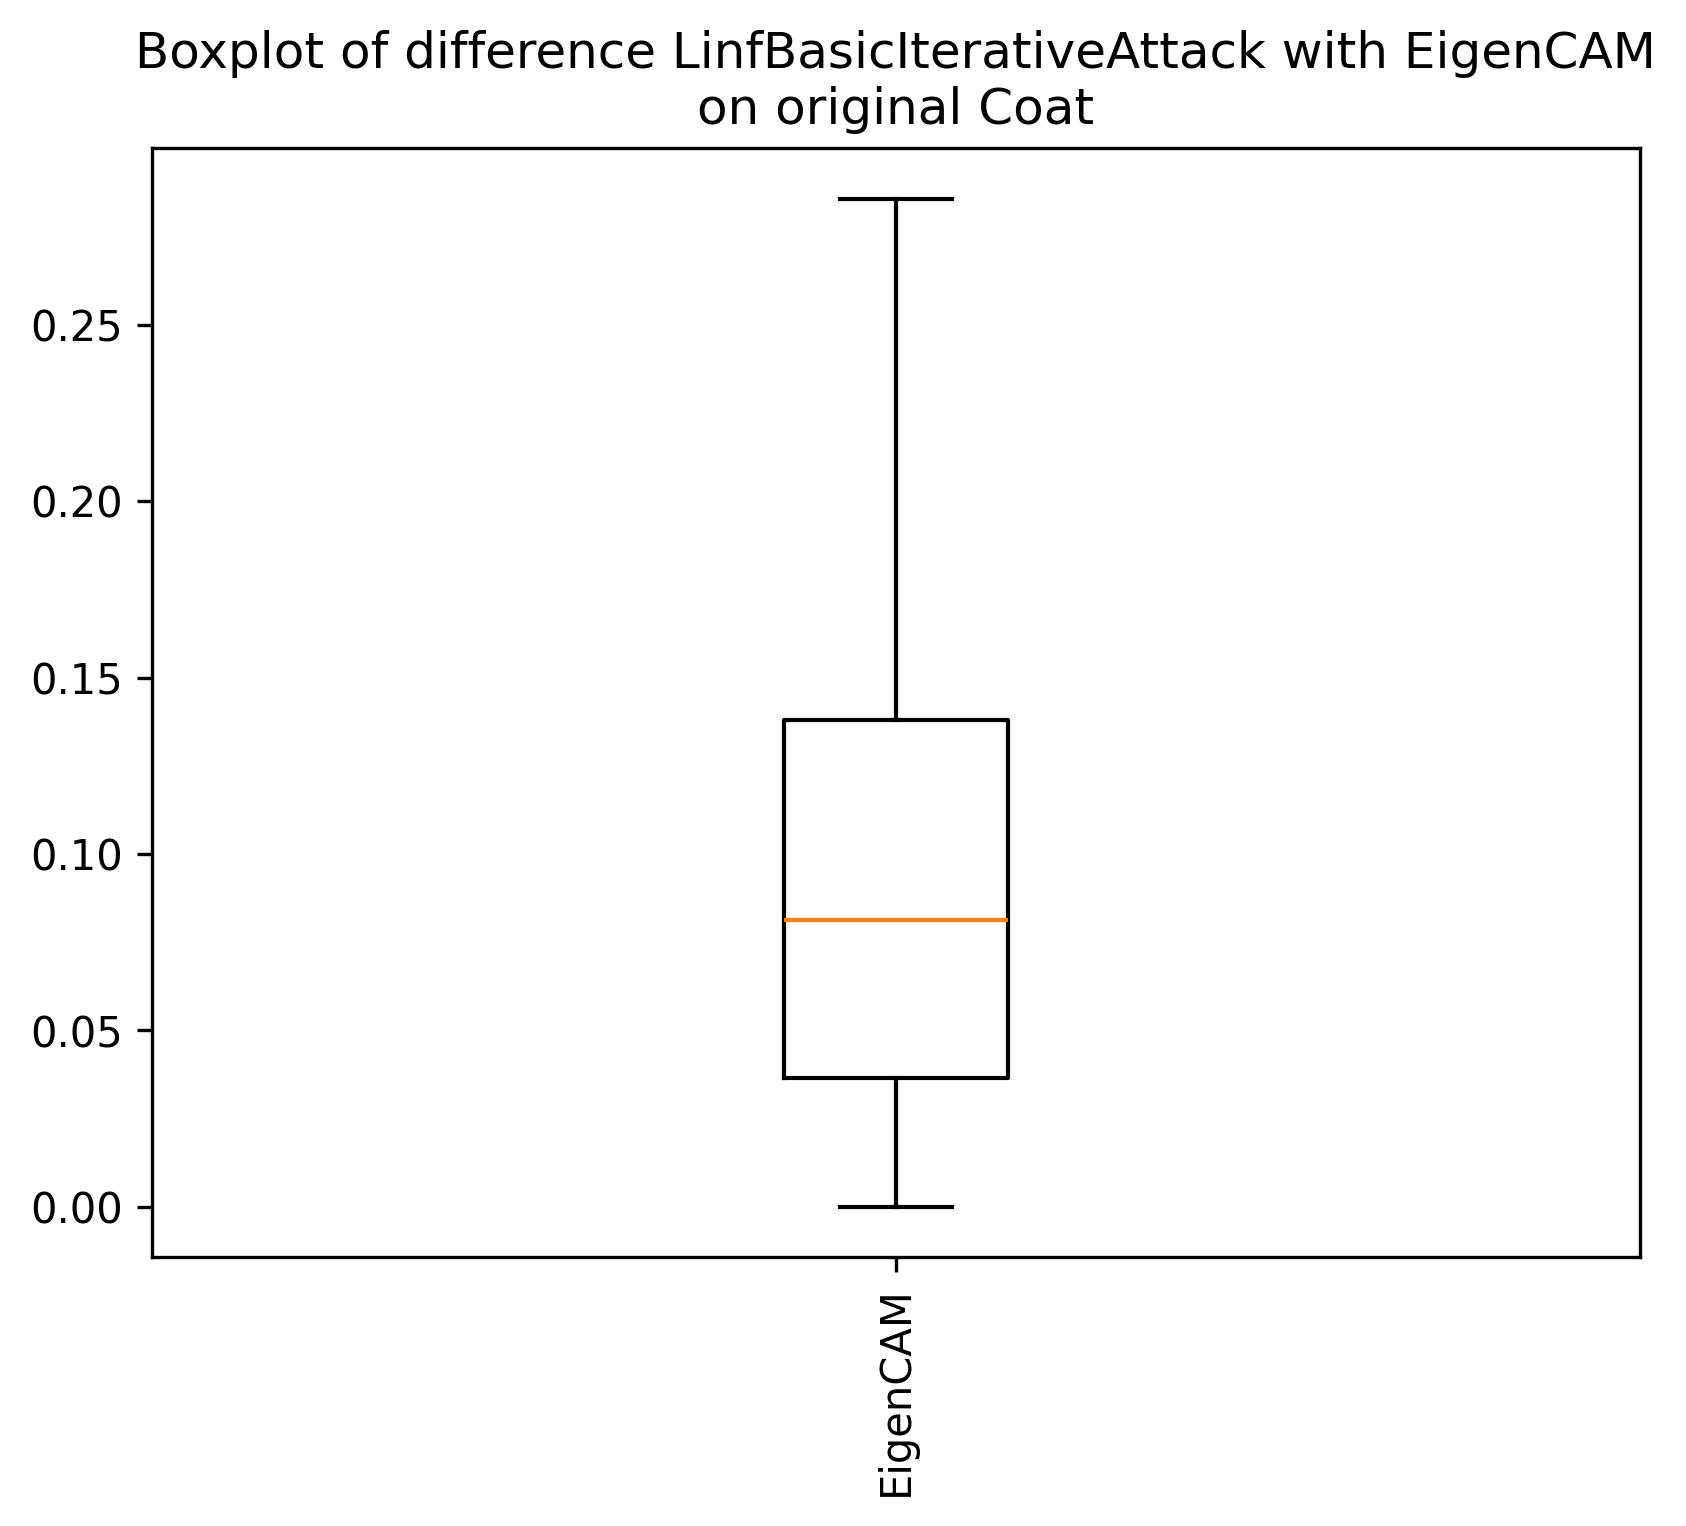 Boxplot of difference LinfBasicIterativeAttack with EigenCAM
on original Coat
0.25
0.20
0.15
0.10
0.05
0.00
EigenCAM